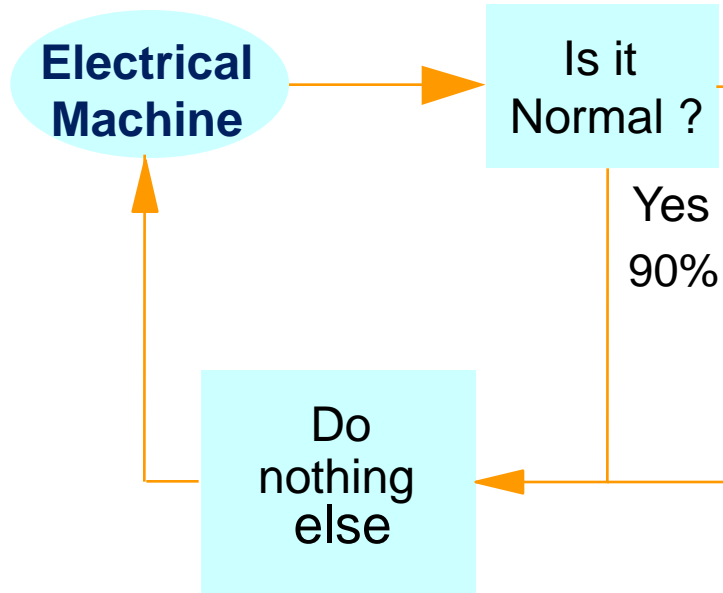 Electrical
Machine
Is it
Normal ?
Yes
90%
Do
nothing
else